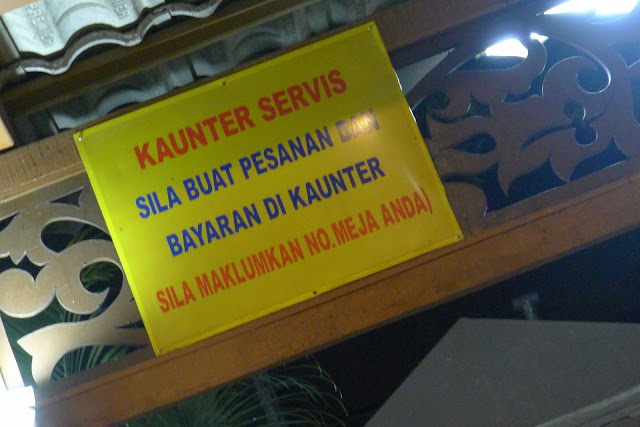 KAUNTER SERVIS
SILA BUAT PESANAN DAN
BAYARAN DI KAUNTER
SILA MAKLUMKAN NO.MEJA ANDA)